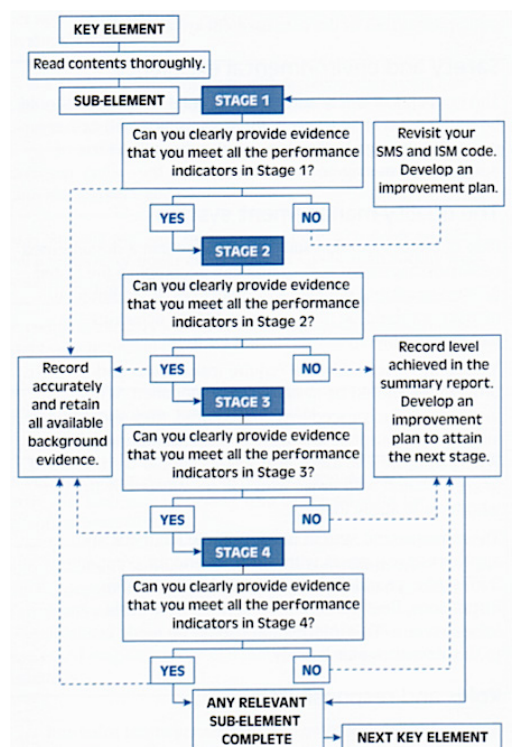 KEY ELEMENT
Read contents thoroughly.
SUB-ELEMENT
STAGE 1
Can you clearly provide evidence
that you meet all the performance
indicators in Stage 1?
Revisit your
SMS and ISM code.
Develop an
improvement plan.
YES
NO
STAGE 2
Can you clearly provide evidence
that you meet all the performance
indicators in Stage 2?
Record
accurately
and retain
all available
background
evidence.
YES
NO
Record level
achieved in the
summary report.
Develop an
improvement
plan to attain
the next stage.
STAGE 3
Can you clearly provide evidence
that you meet all the performance
indicators in Stage 3?
YES
NO
STAGE 4
Can you clearly provide evidence
that you meet all the performance
indicators in Stage 4?
YES
NO
ANY RELEVANT
SUB-ELEMENT
COMPLETE
NEXT KEY ELEMENT